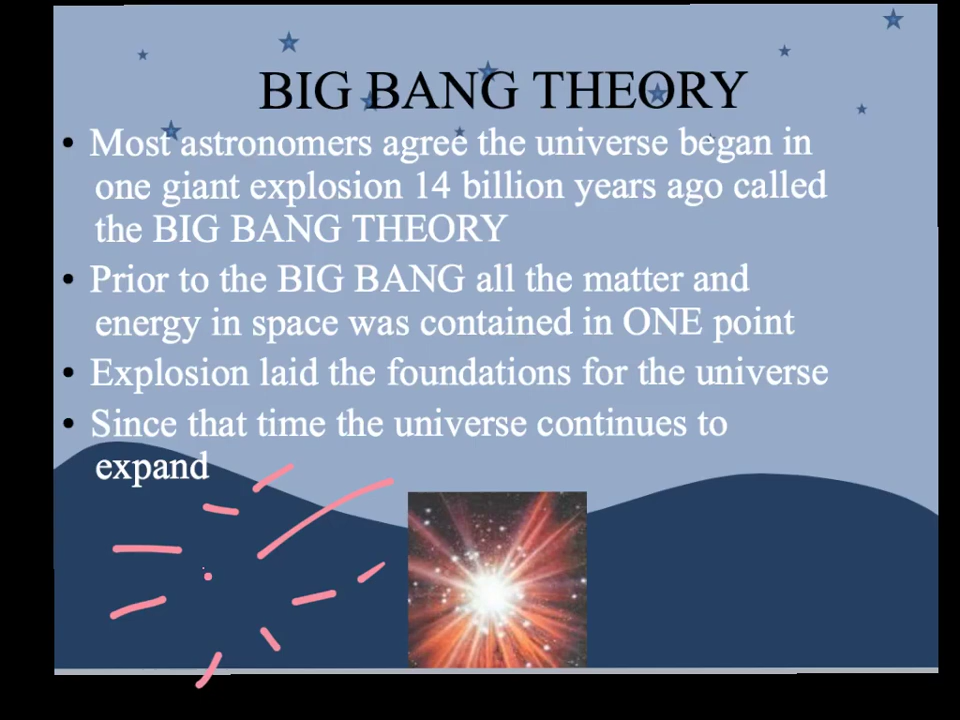 BIG BANG THEORY
• Most astronomers agree the universe began in
one giant explosion 14 billion years ago called
the BIG BANG THEORY
• Prior to the BIG BANG all the matter and
energy in space was contained in ONE point
• Explosion laid the foundations for the universe
• Since that time the universe continues to
expand